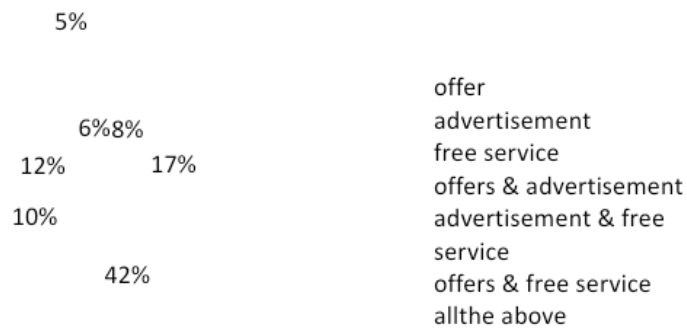 5%
offer
6%8%
advertisement
free service
12%
17%
offers & advertisement
10%
advertisement & free
service
42%
offers & free service
allthe above